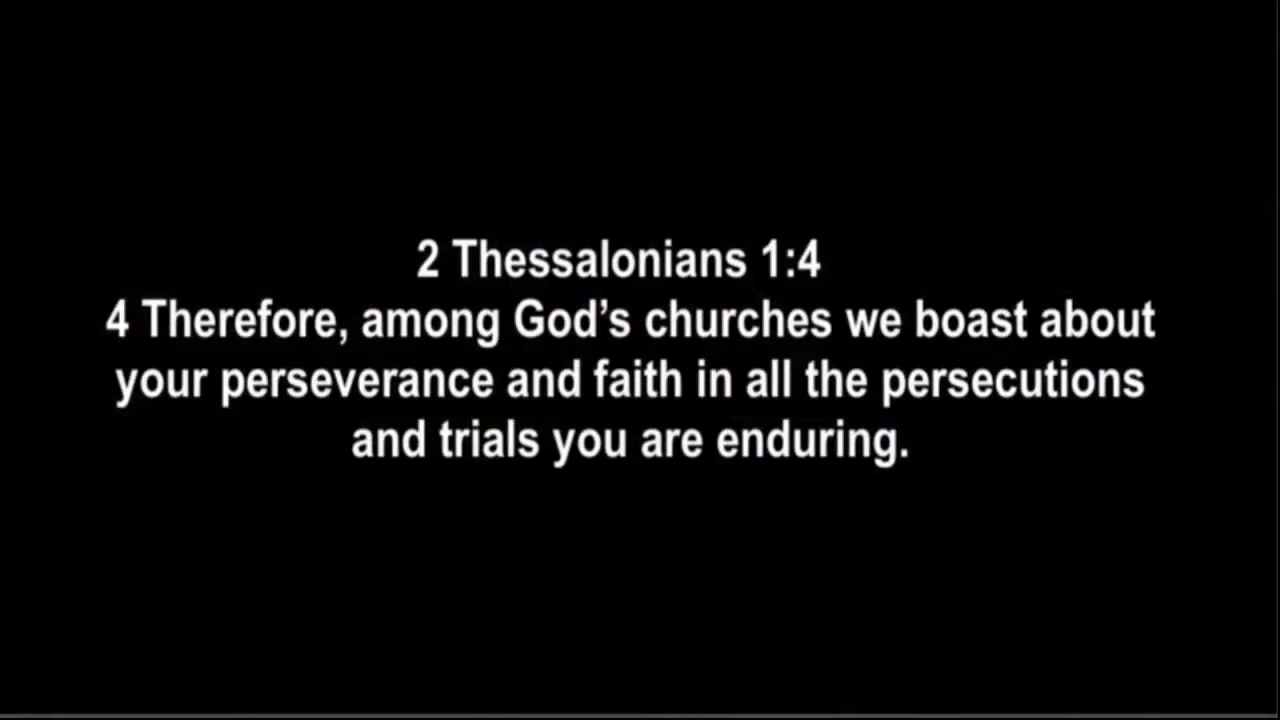 2 Thessalonians 1:4
4 Therefore, among God’s churches we boast about
your perseverance and faith in all the persecutions
and trials you are enduring.